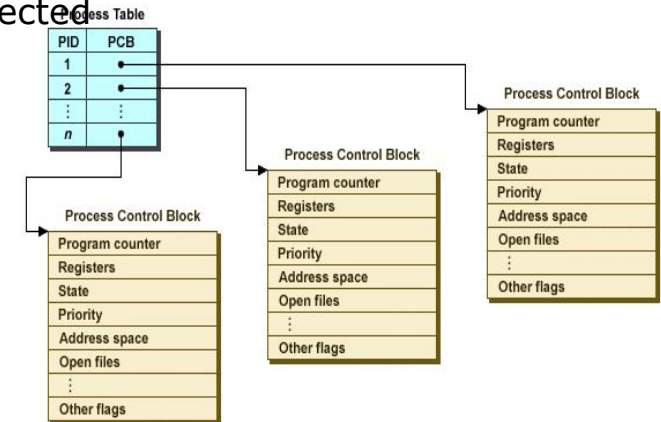 ected
Process Table
PID PCB
1
2
⋮ ⋮
n
Process Control Block
Program counter
Registers
State
Priority
Address space
Open files
⋮
Other flags
Process Control Block
Program counter
Registers
State
Priority
Address space
Open files
⋮
Other flags
Process Control Block
Program counter
Registers
State
Priority
Address space
Open files
⋮
Other flags